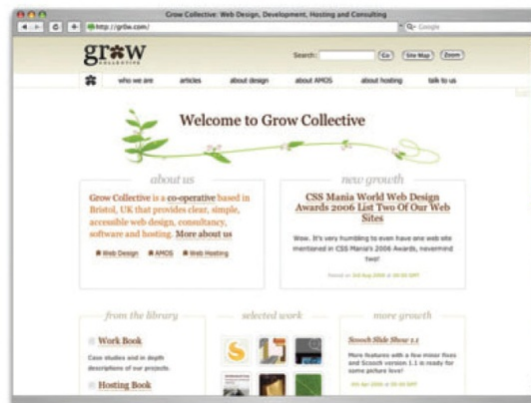 Grow Collective: Web Design, Development, Hosting and Consulting
http://gr0w.com/
Google
grow
COLLECTIVE
Search:
Go
Site Map
Zoom
who we are
articles
about design
about AMOS
about hosting
talk to us
Welcome to Grow Collective
about us
Grow Collective is a co-operative based in
Bristol, UK that provides clear, simple,
accessible web design, consultancy,
software and hosting. More about us
Web Design
AMOS
Web Hosting
new growth
CSS Mania World Web Design
Awards 2006 List Two Of Our Web
Sites
Wow. It's very humbling to even have one web site
mentioned in CSS Mania's 2006 Awards, nevermind
two!
from the library
Work Book
Case studies and in depth
descriptions of our projects.
Hosting Book
selected work
more growth
Scooch Slide Show 1.1
More features with a few minor fixes
and Scooch version 1.1 is ready for
some picture love!